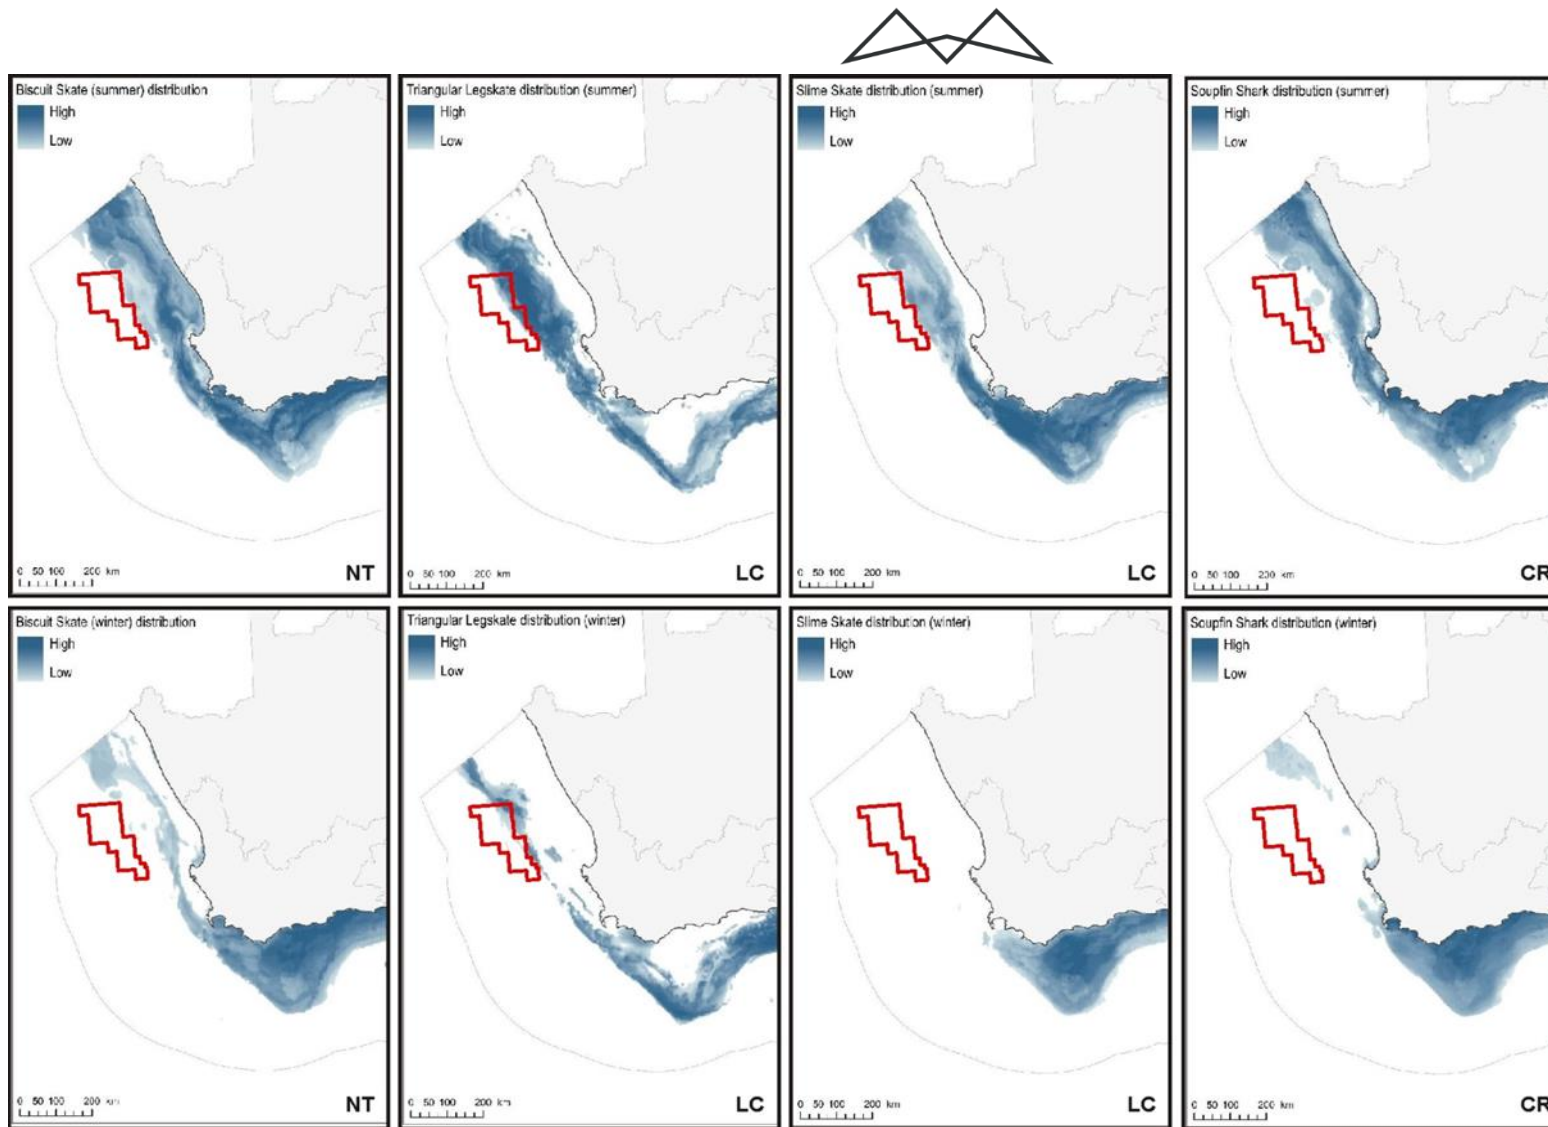 Biscuit Skate (summer) distribution
High
Low
0 50 100 200 km
NT
Triangular Legskate distribution (summer)
High
Low
0 50 100 200 km
LC
Slime Skate distribution (summer)
High
Low
0 50 100 200 km
LC
Soupfin Shark distribution (summer)
High
Low
0 50 100 200 km
CR
Biscuit Skate (winter) distribution
High
Low
0 50 100 200 km
NT
Triangular Legskate distribution (winter)
High
Low
0 50 100 200 km
LC
Slime Skate distribution (winter)
High
Low
0 50 100 200 km
LC
Soupfin Shark distribution (winter)
High
Low
0 50 100 200 km
CR